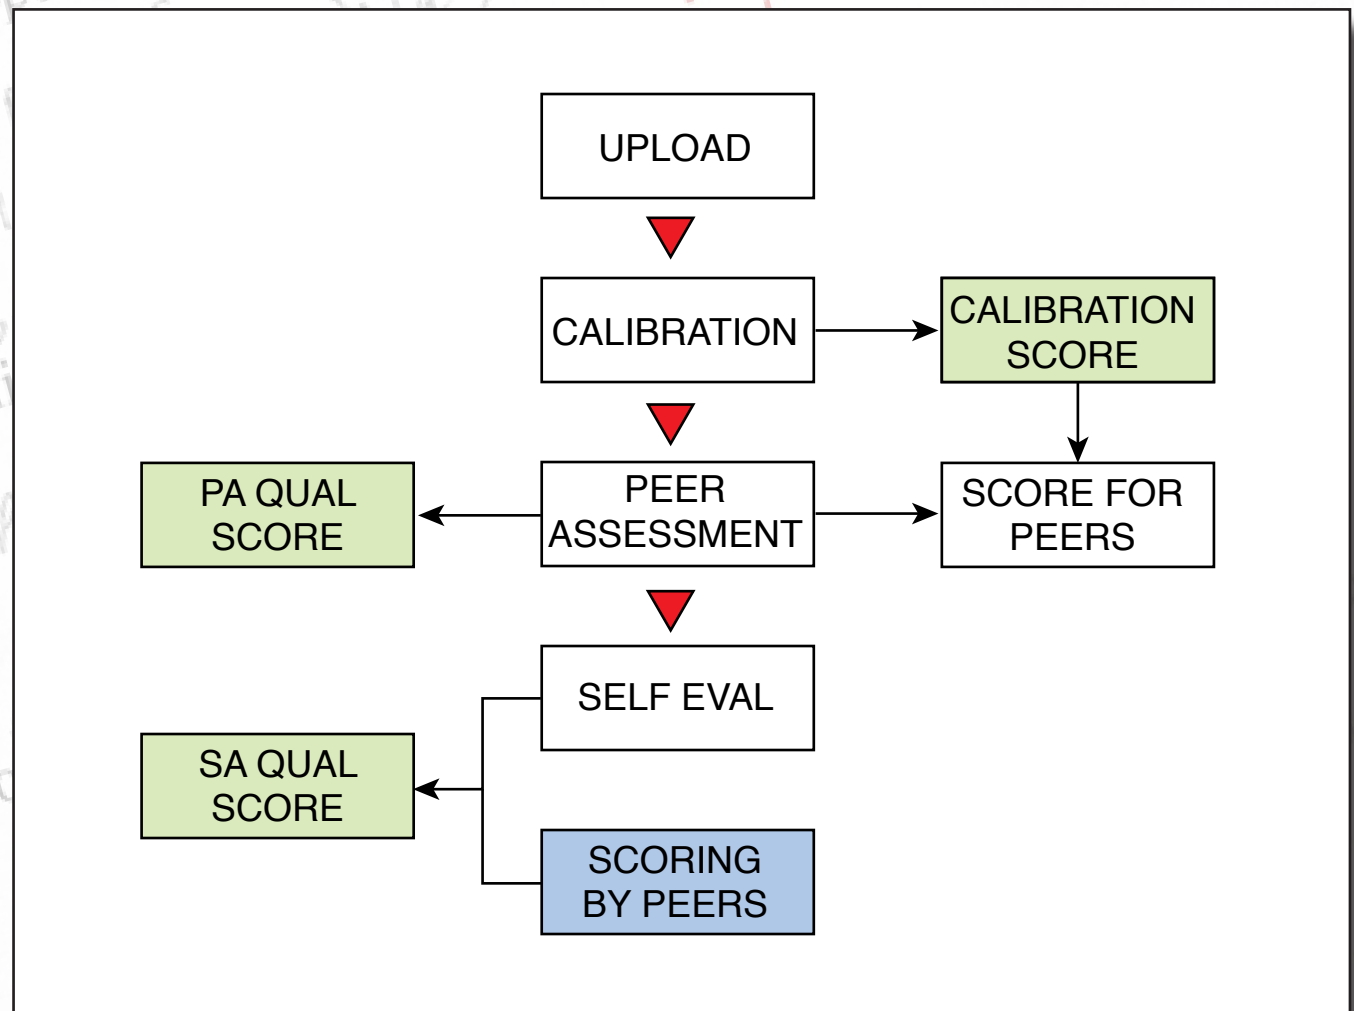 UPLOAD
CALIBRATION
CALIBRATION
SCORE
PA QUAL
SCORE
PEER
ASSESSMENT
SCORE FOR
PEERS
SELF EVAL
SA QUAL
SCORE
SCORING
BY PEERS